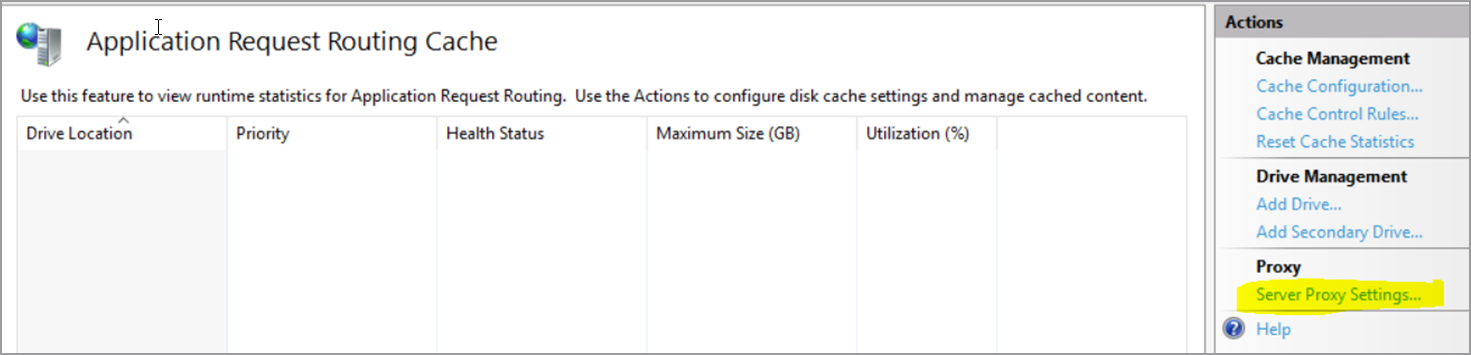 Application Request Routing Cache
Use this feature to view runtime statistics for Application Request Routing.  Use the Actions to configure disk cache settings and manage cached content.
Drive Location Priority Health Status Maximum Size (GB) Utilization (%)
Actions
Cache Management
Cache Configuration...
Cache Control Rules...
Reset Cache Statistics
Drive Management
Add Drive...
Add Secondary Drive...
Proxy
Server Proxy Settings...
? Help